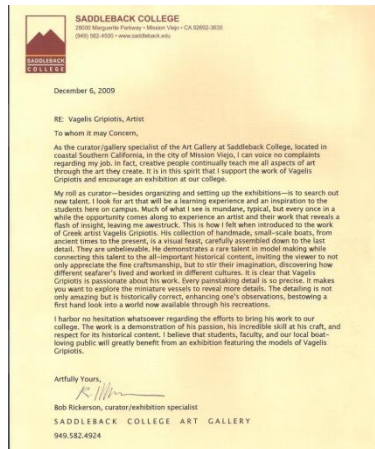 SADDLEBACK COLLEGE
28000 Marguerite Parkway • Mission Viejo • CA 92692-3635
(949) 582-4500 • www.saddleback.edu
SADDLEBACK
COLLEGE
December 6, 2009
RE: Vagelis Gripiotis, Artist
To whom it may Concern,
As the curator/gallery specialist of the Art Gallery at Saddleback College, located in
coastal Southern California, in the city of Mission Viejo, I can voice no complaints
regarding my job. In fact, creative people continually teach me all aspects of art
through the art they create. It is in this spirit that I support the work of Vagelis
Gripiotis and encourage an exhibition at our college.
My roll as curator—besides organizing and setting up the exhibitions—is to search out
new talent. I look for art that will be a learning experience and an inspiration to the
students here on campus. Much of what I see is mundane, typical, but every once in a
while the opportunity comes along to experience an artist and their work that reveals a
flash of insight, leaving me awestruck. This is how I felt when introduced to the work
of Greek artist Vagelis Gripiotis. His collection of handmade, small-scale boats, from
ancient times to the present, is a visual feast, carefully assembled down to the last
detail. They are unbelievable. He demonstrates a rare talent in model making while
connecting this talent to the all-important historical content, inviting the viewer to not
only appreciate the fine craftsmanship, but to stir their imagination, discovering how
different seafarer's lived and worked in different cultures. It is clear that Vagelis
Gripiotis is passionate about his work. Every painstaking detail is so precise. It makes
you want to explore the miniature vessels to reveal more details. The detailing is not
only amazing but is historically correct, enhancing one's observations, bestowing a
first hand look into a world now available through his recreations.
I harbor no hesitation whatsoever regarding the efforts to bring his work to our
college. The work is a demonstration of his passion, his incredible skill at his craft, and
respect for its historical content. I believe that students, faculty, and our local boat-
loving public will greatly benefit from an exhibition featuring the models of Vagelis
Gripiotis.
Artfully Yours,
Bob Rickerson, curator/exhibition specialist
SADDLEBACK COLLEGE ART GALLERY
949.582.4924